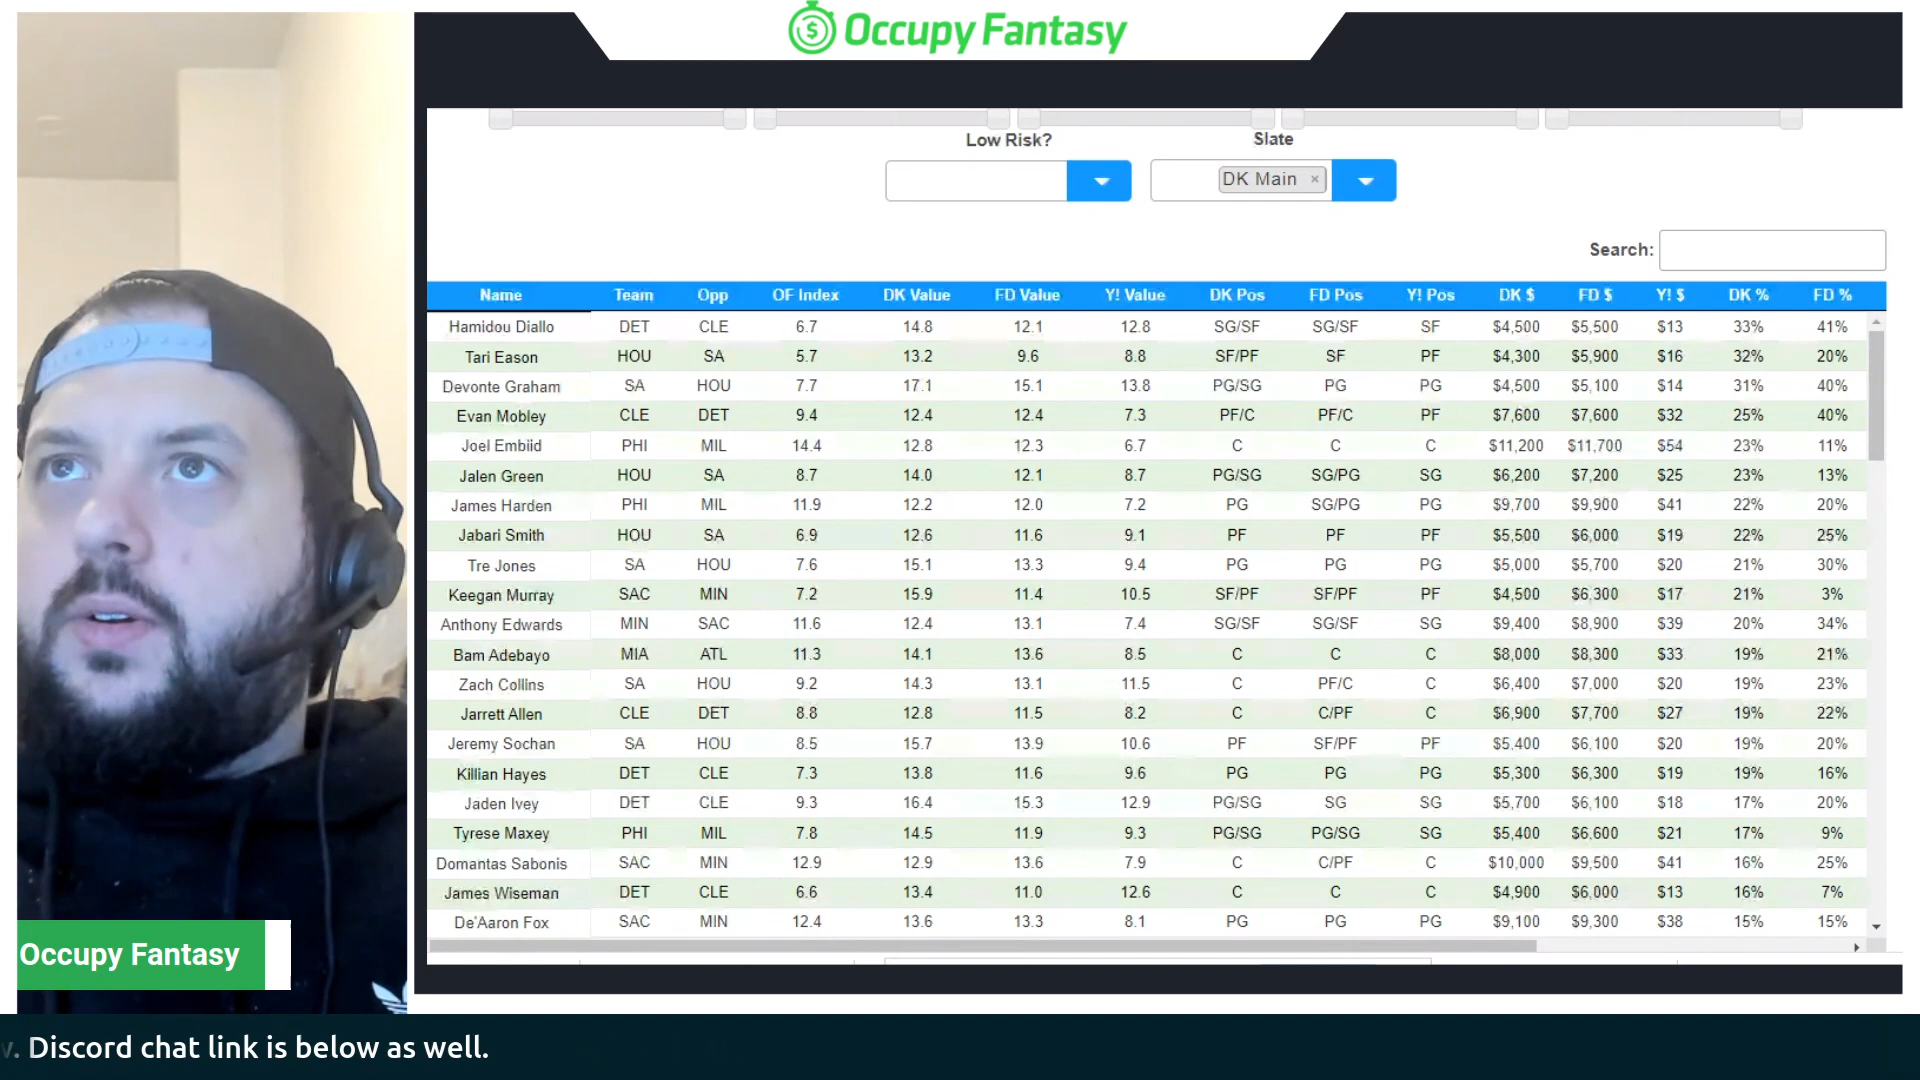 Occupy Fantasy
Low Risk? Slate
DK Main ×
Search:
Name Team Opp OF Index DK Value FD Value Y! Value DK Pos FD Pos Y! Pos DK $ FD $ Y! $ DK % FD %
Hamidou Diallo DET CLE 6.7 14.8 12.1 12.8 SG/SF SG/SF SF $4,500 $5,500 $13 33% 41%
Tari Eason HOU SA 5.7 13.2 9.6 8.8 SF/PF SF PF $4,300 $5,900 $16 32% 20%
Devonte Graham SA HOU 7.7 17.1 15.1 13.8 PG/SG PG PG $4,500 $5,100 $14 31% 40%
Evan Mobley CLE DET 9.4 12.4 12.4 7.3 PF/C PF/C PF $7,600 $7,600 $32 25% 40%
Joel Embiid PHI MIL 14.4 12.8 12.3 6.7 C C C $11,200 $11,700 $54 23% 11%
Jalen Green HOU SA 8.7 14.0 12.1 8.7 PG/SG SG/PG SG $6,200 $7,200 $25 23% 13%
James Harden PHI MIL 11.9 12.2 12.0 7.2 PG SG/PG PG $9,700 $9,900 $41 22% 20%
Jabari Smith HOU SA 6.9 12.6 11.6 9.1 PF PF PF $5,500 $6,000 $19 22% 25%
Tre Jones SA HOU 7.6 15.1 13.3 9.4 PG PG PG $5,000 $5,700 $20 21% 30%
Keegan Murray SAC MIN 7.2 15.9 11.4 10.5 SF/PF SF/PF PF $4,500 $6,300 $17 21% 3%
Anthony Edwards MIN SAC 11.6 12.4 13.1 7.4 SG/SF SG/SF SG $9,400 $8,900 $39 20% 34%
Bam Adebayo MIA ATL 11.3 14.1 13.6 8.5 C C C $8,000 $8,300 $33 19% 21%
Zach Collins SA HOU 9.2 14.3 13.1 11.5 C PF/C C $6,400 $7,000 $20 19% 23%
Jarrett Allen CLE DET 8.8 12.8 11.5 8.2 C C/PF C $6,900 $7,700 $27 19% 22%
Jeremy Sochan SA HOU 8.5 15.7 13.9 10.6 PF SF/PF PF $5,400 $6,100 $20 19% 20%
Killian Hayes DET CLE 7.3 13.8 11.6 9.6 PG PG PG $5,300 $6,300 $19 19% 16%
Jaden Ivey DET CLE 9.3 16.4 15.3 12.9 PG/SG SG SG $5,700 $6,100 $18 17% 20%
Tyrese Maxey PHI MIL 7.8 14.5 11.9 9.3 PG/SG PG/SG SG $5,400 $6,600 $21 17% 9%
Domantas Sabonis SAC MIN 12.9 12.9 13.6 7.9 C C/PF C $10,000 $9,500 $41 16% 25%
James Wiseman DET CLE 6.6 13.4 11.0 12.6 C C C $4,900 $6,000 $13 16% 7%
De'Aaron Fox SAC MIN 12.4 13.6 13.3 8.1 PG PG PG $9,100 $9,300 $38 15% 15%
Occupy Fantasy
. Discord chat link is below as well.